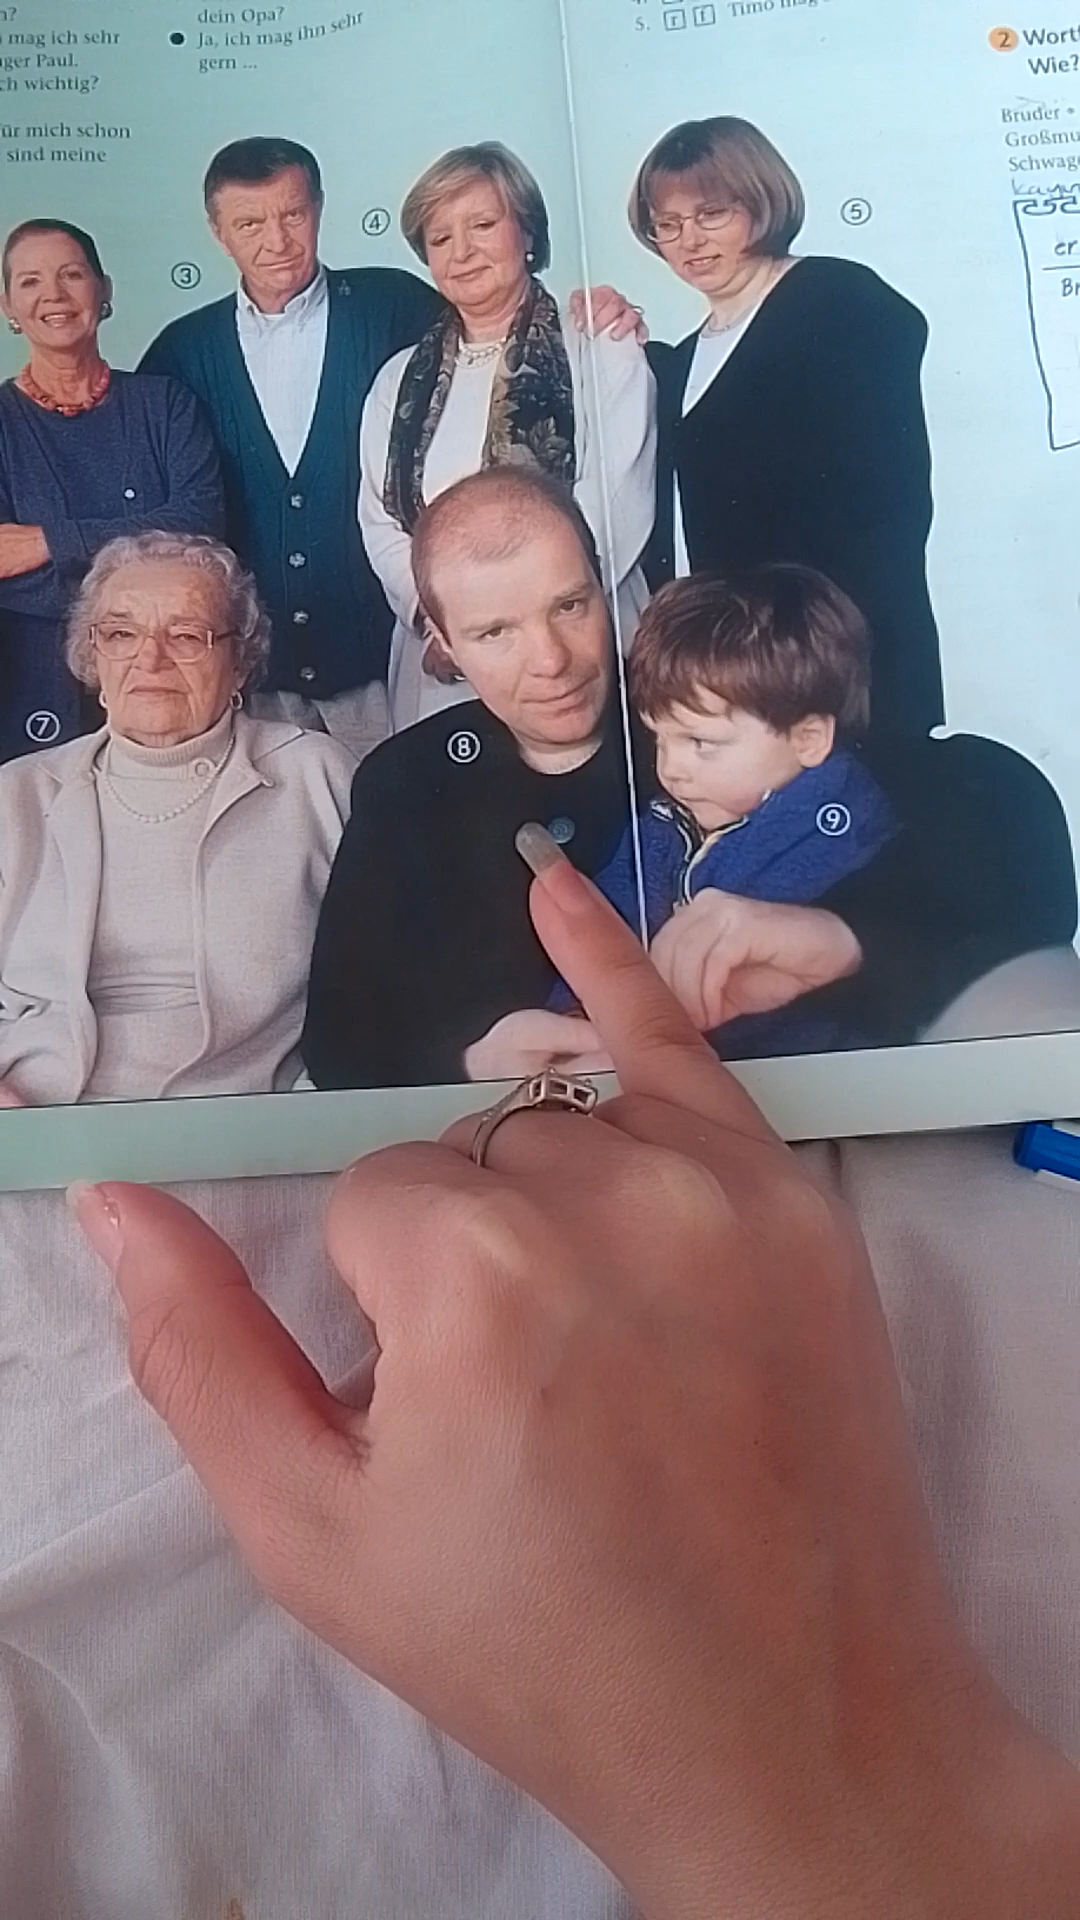 dein Opa?
mag ich sehr
● Ja, ich mag ihn sehr
ger Paul.
gern ...
ch wichtig?
ür mich schon
sind meine
5. r f Timo
2 Wort
Wie?
Bruder •
Großmu
Schwag
er
Br
③
④
⑤
⑦
⑧
⑨